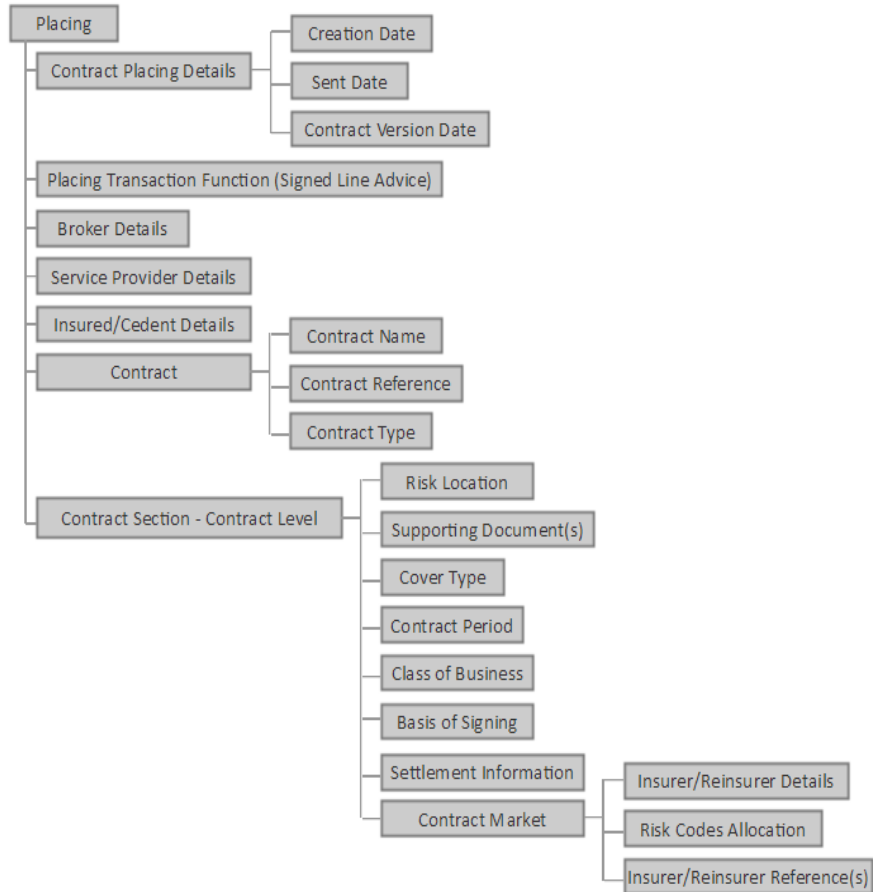 Placing
Contract Placing Details
Creation Date
Sent Date
Contract Version Date
Placing Transaction Function (Signed Line Advice)
Broker Details
Service Provider Details
Insured/Cedent Details
Contract
Contract Name
Contract Reference
Contract Type
Contract Section - Contract Level
Risk Location
Supporting Document(s)
Cover Type
Contract Period
Class of Business
Basis of Signing
Settlement Information
Contract Market
Insurer/Reinsurer Details
Risk Codes Allocation
Insurer/Reinsurer Reference(s)